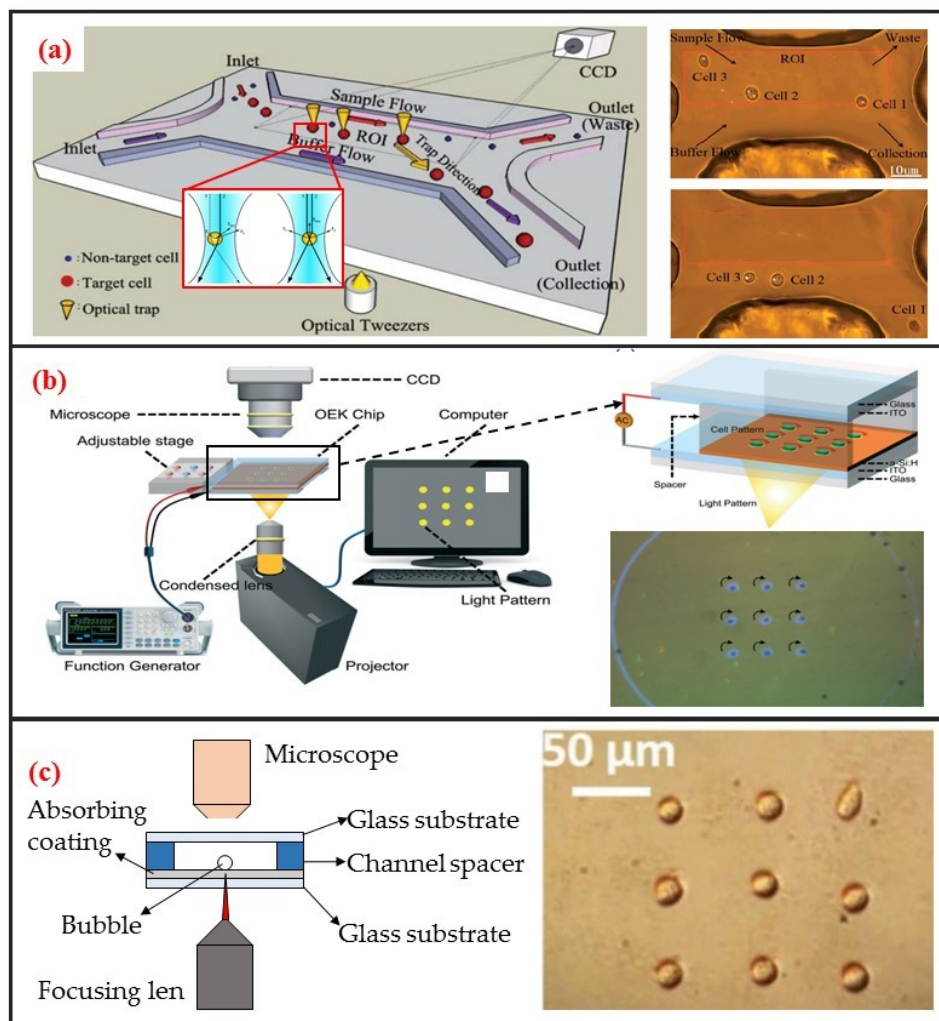 (a)
Inlet
CCD
Sample Flow
Outlet
(Waste)
Inlet
ROI
Buffer Flow
Trap Direction
: Non-target cell
: Target cell
: Optical trap
Outlet
(Collection)
Optical Tweezers
Sample Flow
Waste
ROI
Cell 3
Cell 2
Cell 1
Buffer Flow
Collection
10um
Cell 3
Cell 2
Cell 1
(b)
CCD
Microscope
OEK Chip
Computer
Adjustable stage
Condensed lens
Light Pattern
Function Generator
Projector
AC
Glass
ITO
Cell Pattern
a-Si:H
ITO
Glass
Spacer
Light Pattern
(c)
Microscope
Absorbing
coating
Glass substrate
Channel spacer
Bubble
Glass substrate
Focusing len
50 µm